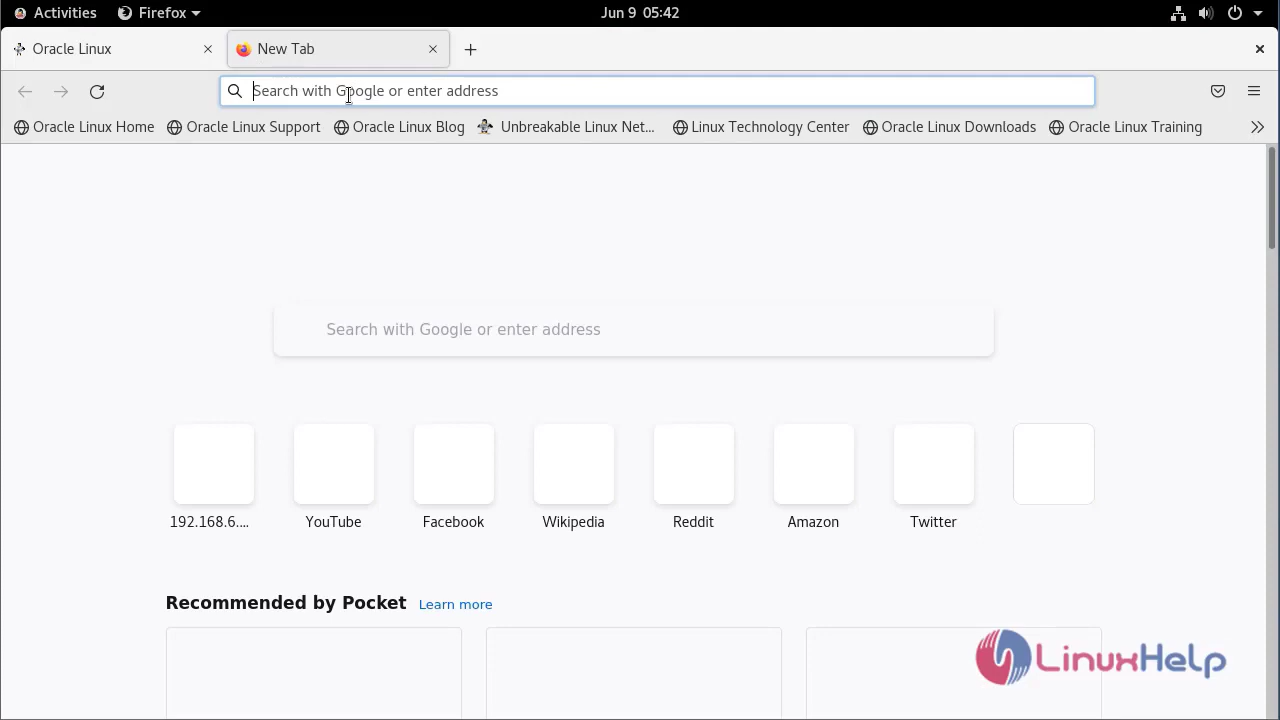 Activities Firefox Jun 9 05:42
Oracle Linux New Tab
Search with Google or enter address
Oracle Linux Home Oracle Linux Support Oracle Linux Blog Unbreakable Linux Net... Linux Technology Center Oracle Linux Downloads Oracle Linux Training
Search with Google or enter address
192.168.6.... YouTube Facebook Wikipedia Reddit Amazon Twitter
Recommended by Pocket Learn more
LinuxHelp